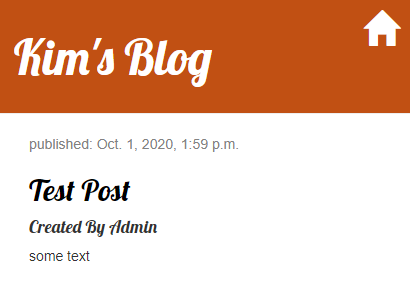 Kim's Blog
published: Oct. 1, 2020, 1:59 p.m.
Test Post
Created By Admin
some text